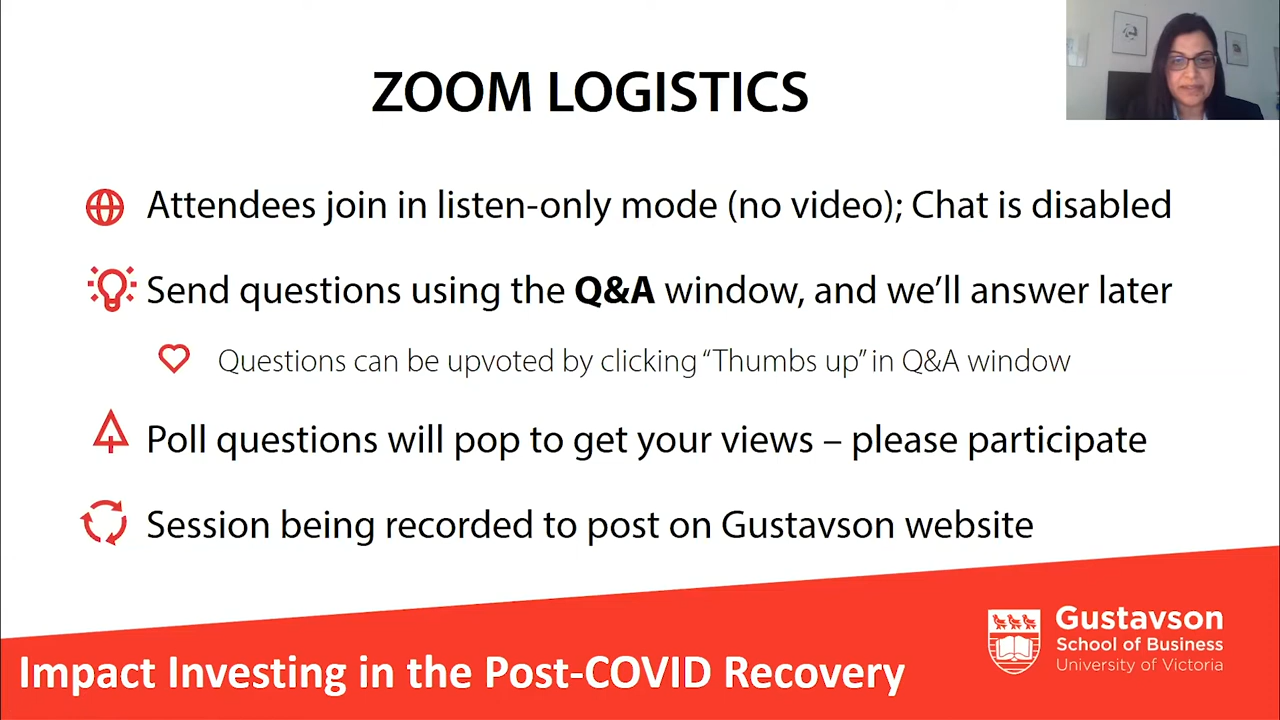 ZOOM LOGISTICS
Attendees join in listen-only mode (no video); Chat is disabled
Send questions using the Q&A window, and we’ll answer later
Questions can be upvoted by clicking “Thumbs up” in Q&A window
Poll questions will pop to get your views – please participate
Session being recorded to post on Gustavson website
Gustavson
School of Business
University of Victoria
Impact Investing in the Post-COVID Recovery